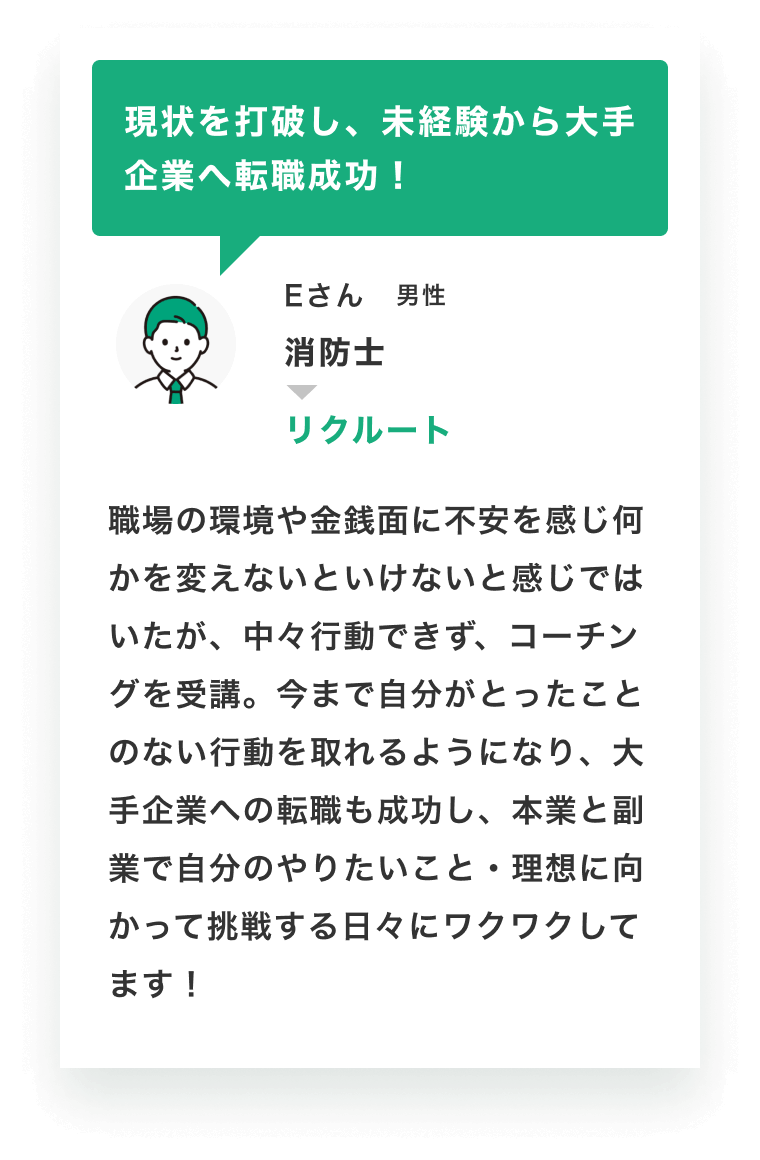 現状を打破し、未経験から大手
企業へ転職成功！
Eさん　男性
消防士
リクルート
職場の環境や金銭面に不安を感じ何
かを変えないといけないと感じては
いたが、中々行動できず、コーチン
グを受講。今まで自分がとったこと
のない行動を取れるようになり、大
手企業への転職も成功し、本業と副
業で自分のやりたいこと・理想に向
かって挑戦する日々にワクワクして
ます！